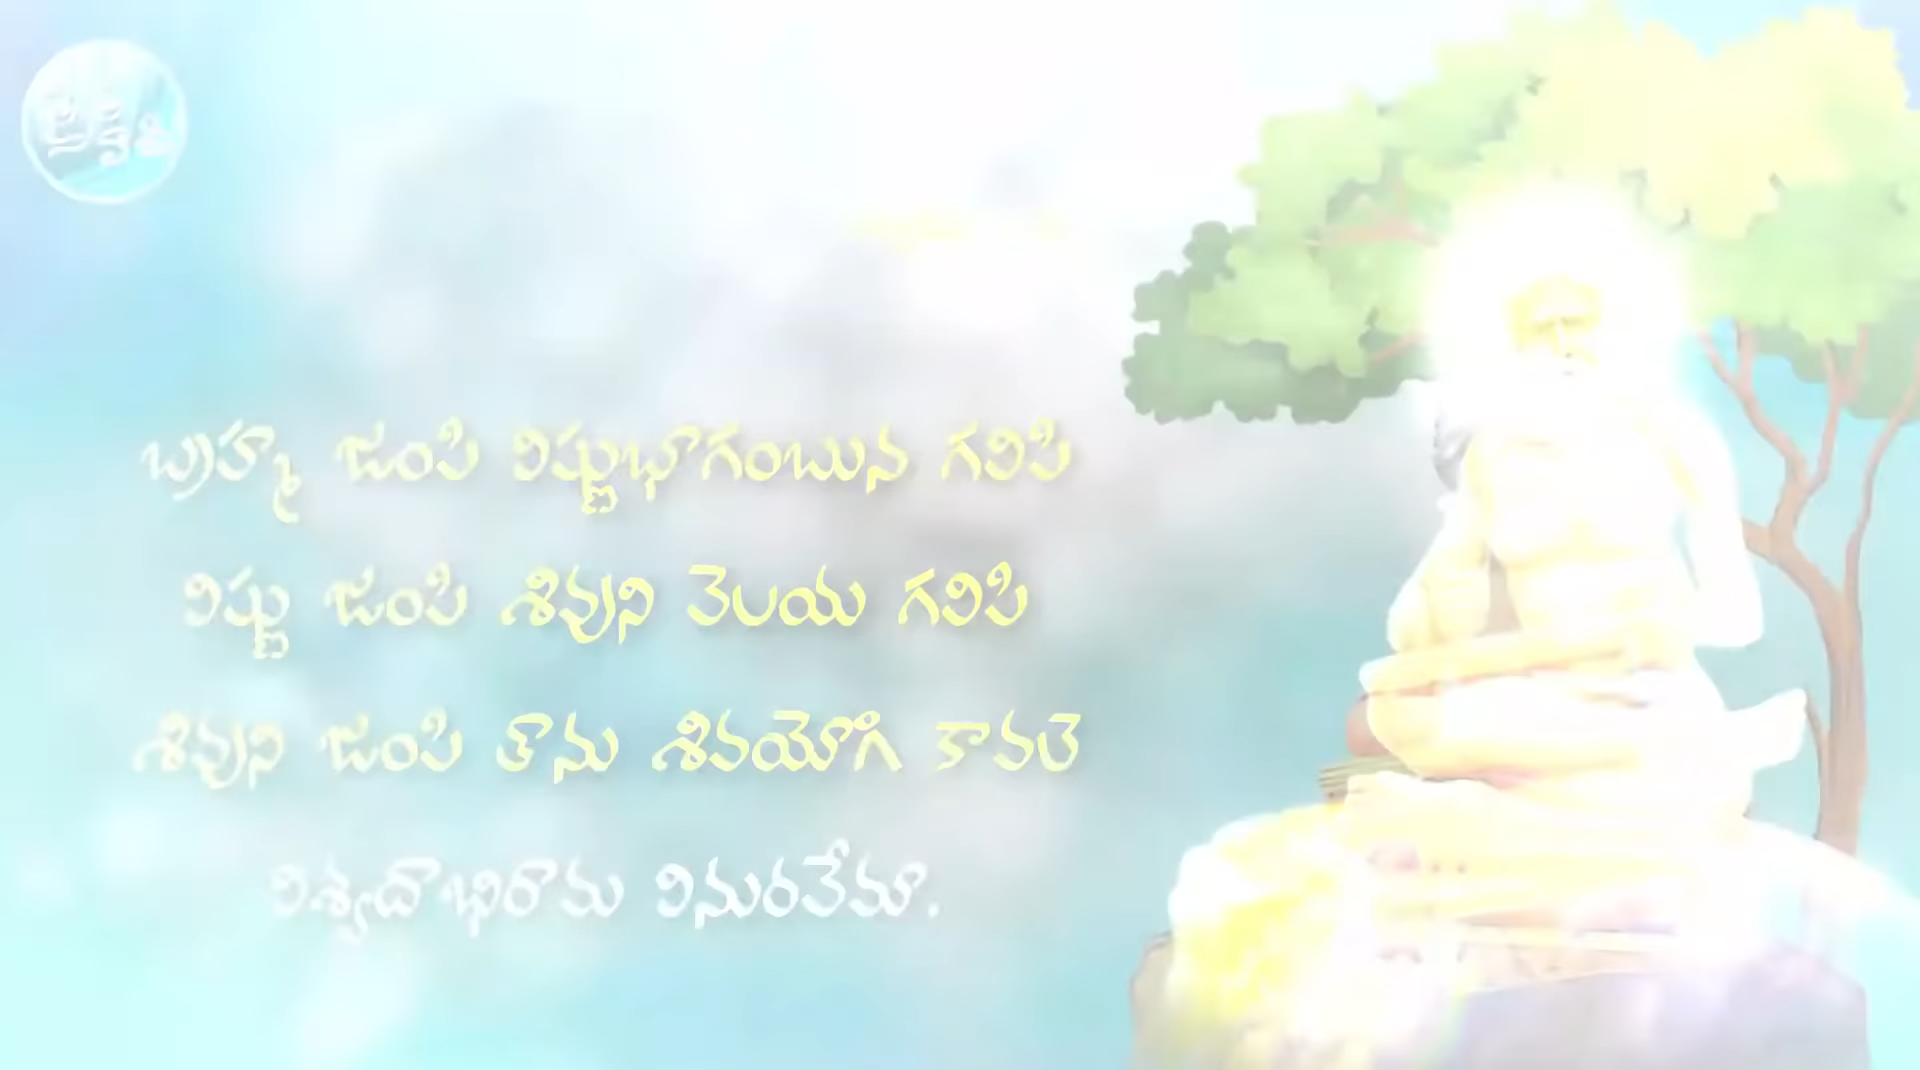 బ్రహ్మ జంపి విష్ణుభాగంబున గలిపి
విష్ణు జంపి శివుని వెలయ గలిపి
శివుని జంపి తాను శివయోగి కావలె
విశ్వదాభిరామ వినురవేమా.